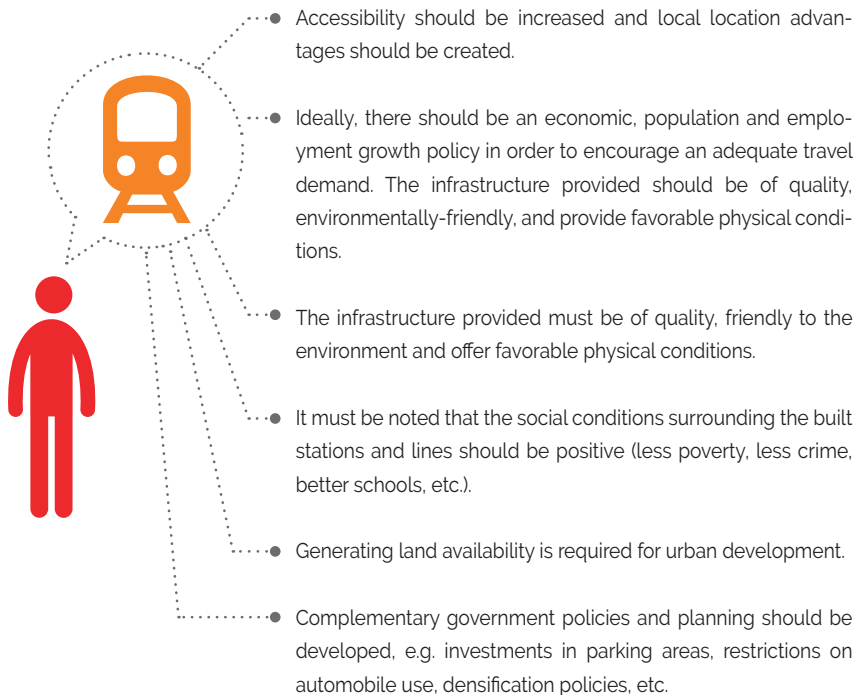 Accessibility should be increased and local location advan-
tages should be created.
Ideally, there should be an economic, population and emplo-
yment growth policy in order to encourage an adequate travel
demand. The infrastructure provided should be of quality,
environmentally-friendly, and provide favorable physical condi-
tions.
The infrastructure provided must be of quality, friendly to the
environment and offer favorable physical conditions.
It must be noted that the social conditions surrounding the built
stations and lines should be positive (less poverty, less crime,
better schools, etc.).
Generating land availability is required for urban development.
Complementary government policies and planning should be
developed, e.g. investments in parking areas, restrictions on
automobile use, densification policies, etc.